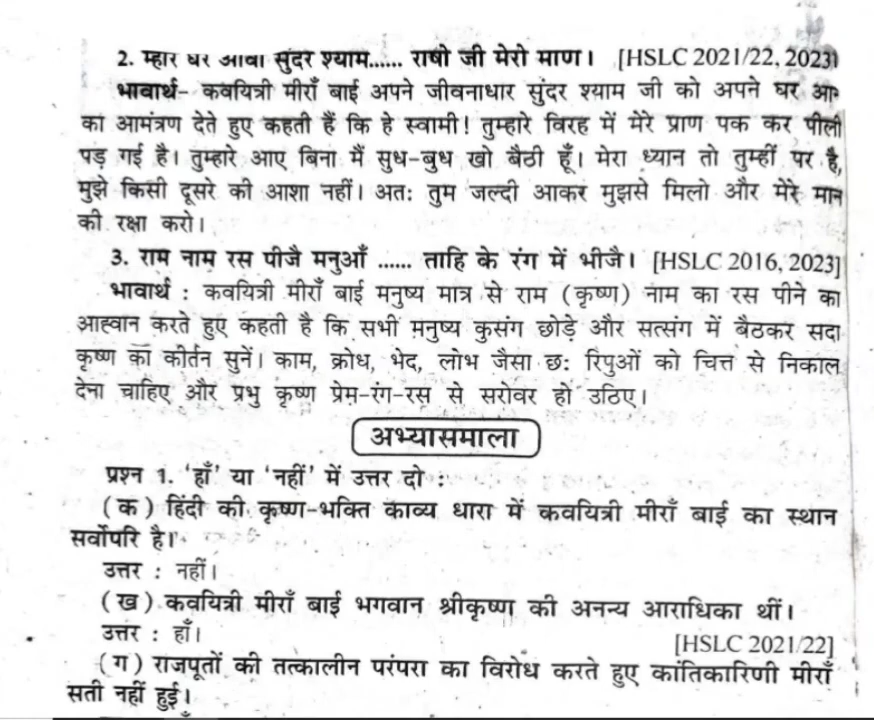 2. म्हार घर आवा सुंदर श्याम...... राषो जी मेरो माण। [HSLC 2021/22, 2023]
भावार्थ- कवयित्री मीराँ बाई अपने जीवनाधार सुंदर श्याम जी को अपने घर आ
का आमंत्रण देते हुए कहती हैं कि हे स्वामी! तुम्हारे विरह में मेरे प्राण पक कर पीली
पड़ गई है। तुम्हारे आए बिना मैं सुध-बुध खो बैठी हूँ। मेरा ध्यान तो तुम्हीं पर है,
मुझे किसी दूसरे की आशा नहीं। अतः तुम जल्दी आकर मुझसे मिलो और मेरे मान
की रक्षा करो।
3. राम नाम रस पीजै मनुआँ ...... ताहि के रंग में भीजै। [HSLC 2016, 2023]
भावार्थ : कवयित्री मीराँ बाई मनुष्य मात्र से राम (कृष्ण) नाम का रस पीने का
आह्वान करते हुए कहती है कि सभी मनुष्य कुसंग छोड़े और सत्संग में बैठकर सदा
कृष्ण का कीर्तन सुनें। काम, क्रोध, भेद, लोभ जैसा छः रिपुओं को चित्त से निकाल
देना चाहिए और प्रभु कृष्ण प्रेम-रंग-रस से सरोवर हो उठिए।
अभ्यासमाला
प्रश्न 1. 'हाँ' या 'नहीं' में उत्तर दो :
(क) हिंदी की कृष्ण-भक्ति काव्य धारा में कवयित्री मीराँ बाई का स्थान
सर्वोपरि है।
उत्तर : नहीं।
(ख) कवयित्री मीराँ बाई भगवान श्रीकृष्ण की अनन्य आराधिका थीं।
उत्तर : हाँ।
[HSLC 2021/22]
(ग) राजपूतों की तत्कालीन परंपरा का विरोध करते हुए कांतिकारिणी मीराँ
सती नहीं हुई।